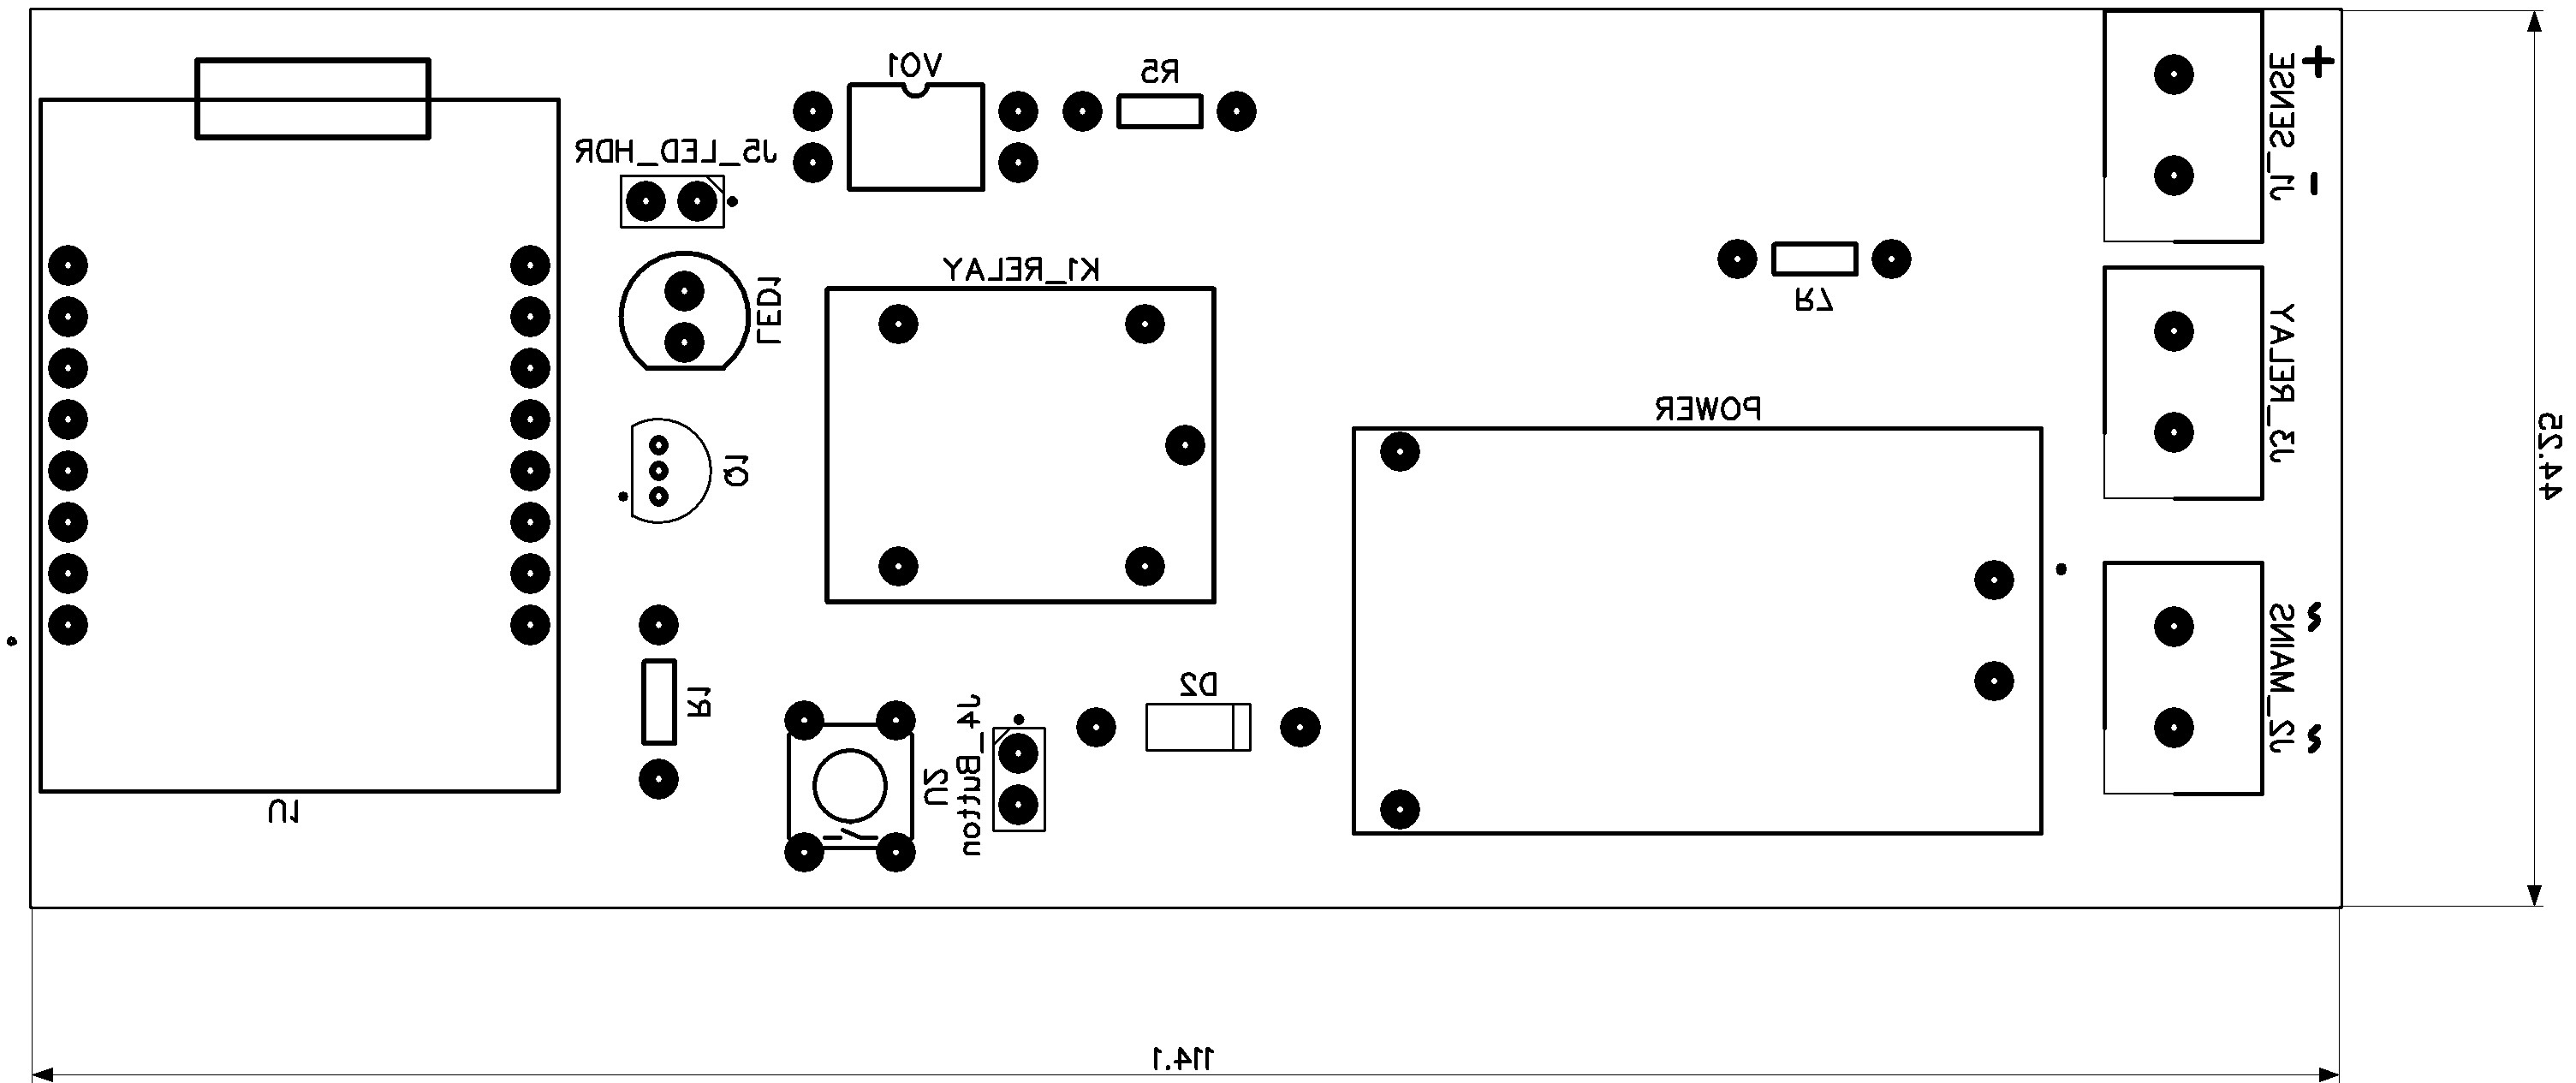 VO1
R5
J1_SENSE
+
-
J5_LED_HDR
K1_RELAY
LED1
R7
J3_RELAY
POWER
44.25
Q1
J2_MAINS
~
~
R1
D2
J4_Button
U2
U1
114.1